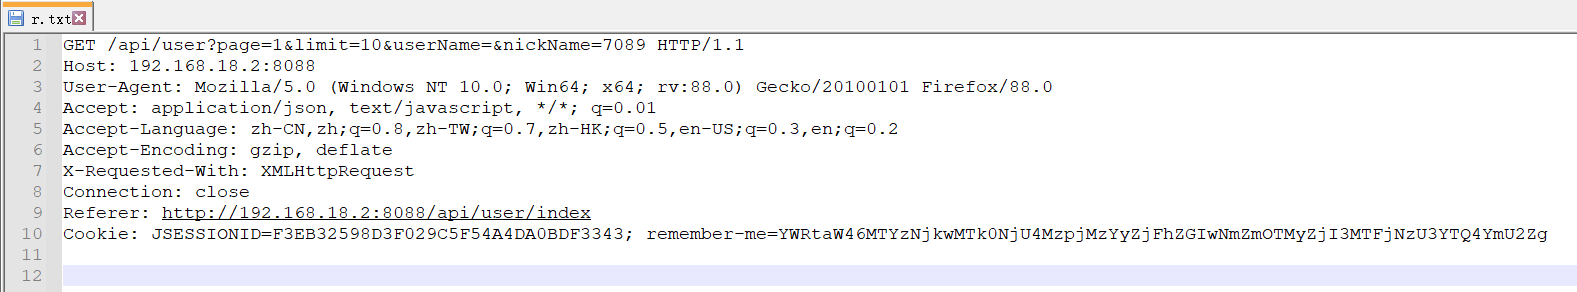 r.txt
1 GET /api/user?page=1&limit=10&userName=&nickName=7089 HTTP/1.1
2 Host: 192.168.18.2:8088
3 User-Agent: Mozilla/5.0 (Windows NT 10.0; Win64; x64; rv:88.0) Gecko/20100101 Firefox/88.0
4 Accept: application/json, text/javascript, */*; q=0.01
5 Accept-Language: zh-CN,zh;q=0.8,zh-TW;q=0.7,zh-HK;q=0.5,en-US;q=0.3,en;q=0.2
6 Accept-Encoding: gzip, deflate
7 X-Requested-With: XMLHttpRequest
8 Connection: close
9 Referer: http://192.168.18.2:8088/api/user/index
10 Cookie: JSESSIONID=F3EB32598D3F029C5F54A4DA0BDF3343; remember-me=YWRtaW46MTYzNjkwMTk0NjU4MzpjMzYyZjFhZGIwNmZmOTMyZjI3MTFjNzU3YTQ4YmU2Zg
11
12